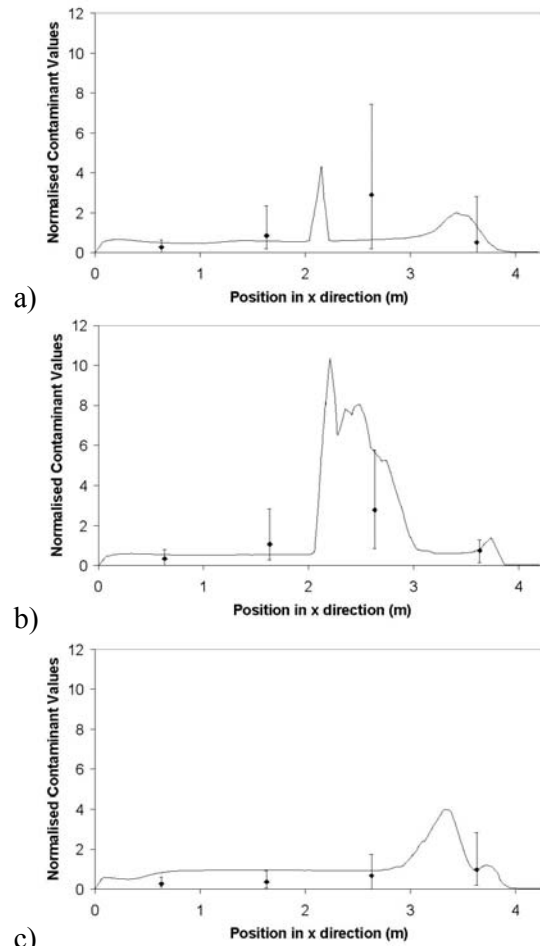 12
10
8
6
4
2
0
Normalised Contaminant Values
0 1 2 3 4
Position in x direction (m)
a)
12
10
8
6
4
2
0
Normalised Contaminant Values
0 1 2 3 4
Position in x direction (m)
b)
12
10
8
6
4
2
0
Normalised Contaminant Values
0 1 2 3 4
Position in x direction (m)
c)